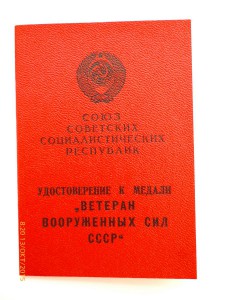 СОЮЗ
СОВЕТСКИХ
СОЦИАЛИСТИЧЕСКИХ
РЕСПУБЛИК
УДОСТОВЕРЕНИЕ К МЕДАЛИ
„ВЕТЕРАН
ВООРУЖЕННЫХ СИЛ
СССР“